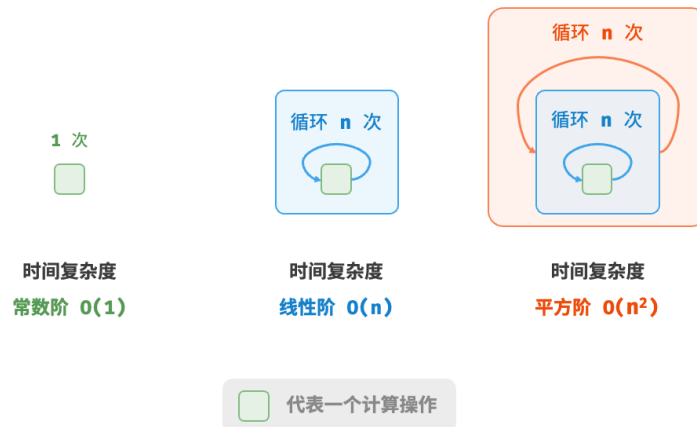 循环 n 次
循环 n 次
循环 n 次
1 次
时间复杂度
常数阶 O(1)
时间复杂度
线性阶 O(n)
时间复杂度
平方阶 O(n²)
代表一个计算操作